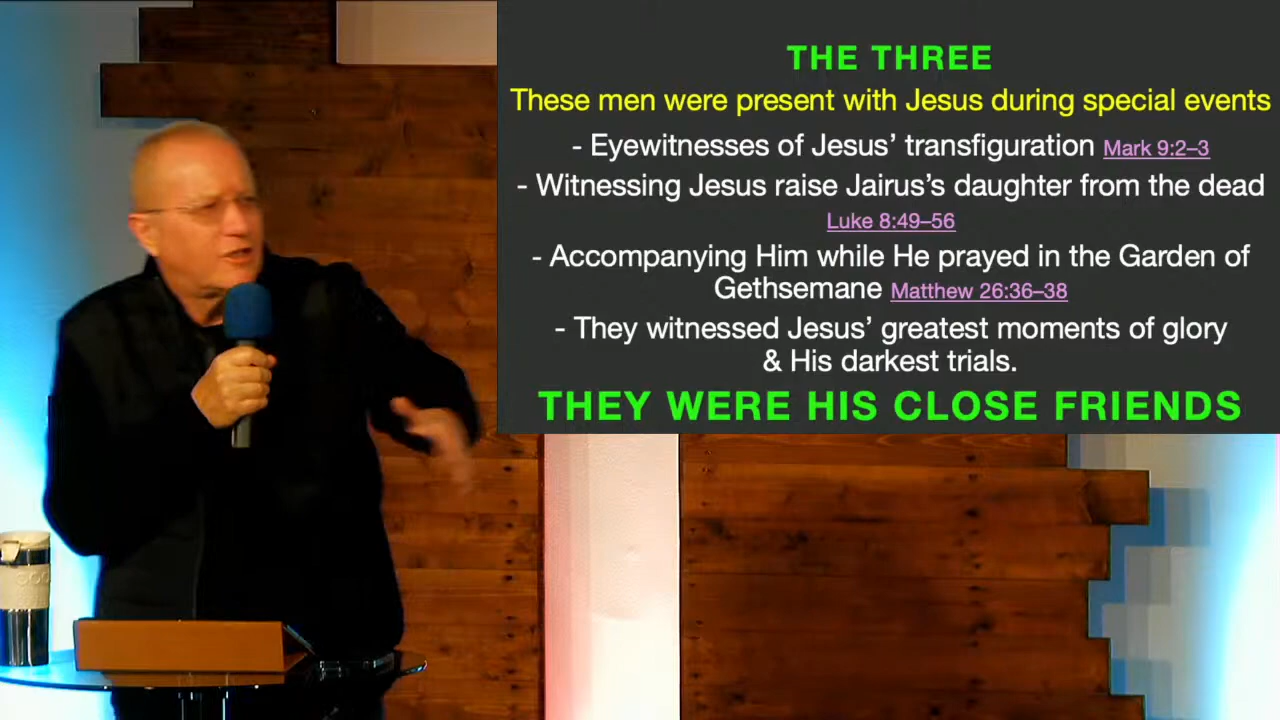 THE THREE
These men were present with Jesus during special events
- Eyewitnesses of Jesus’ transfiguration Mark 9:2–3
- Witnessing Jesus raise Jairus’s daughter from the dead
Luke 8:49–56
- Accompanying Him while He prayed in the Garden of
Gethsemane Matthew 26:36–38
- They witnessed Jesus’ greatest moments of glory
& His darkest trials.
THEY WERE HIS CLOSE FRIENDS